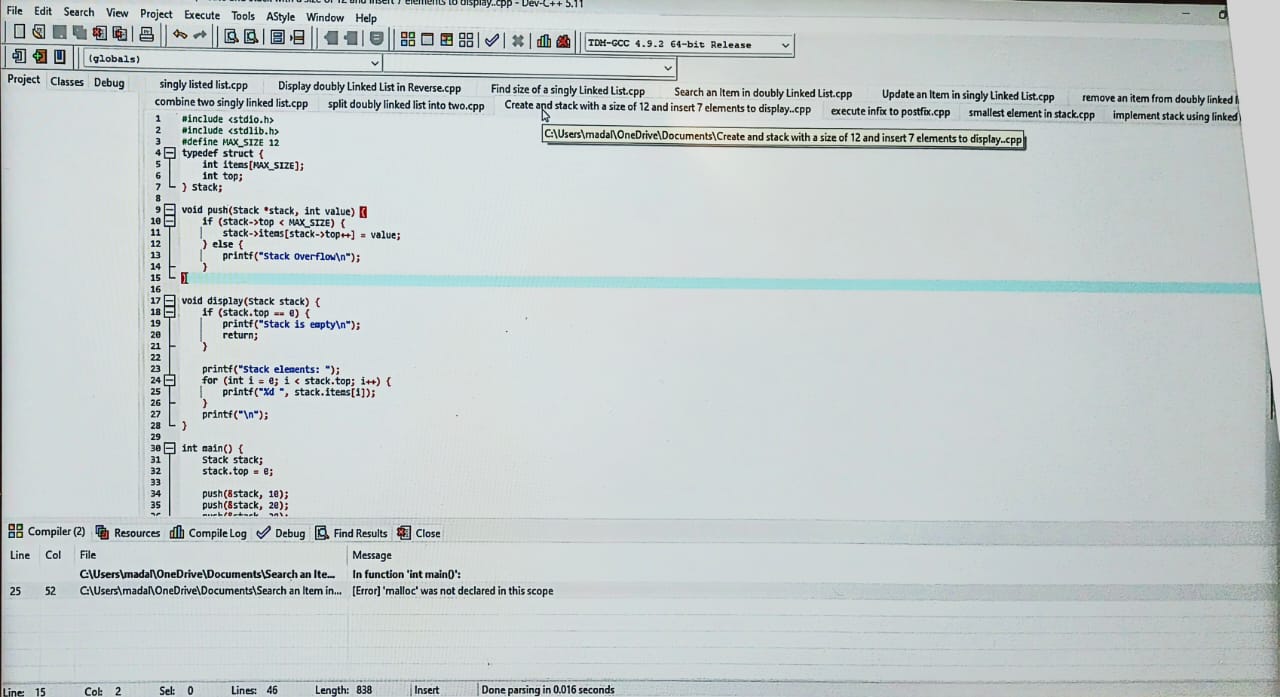 insert 7 elements to display..cpp - Dev-C++ 5.11
File Edit Search View Project Execute Tools AStyle Window Help
TDM-GCC 4.9.2 64-bit Release
(globals)
Project Classes Debug
singly listed list.cpp Display doubly Linked List in Reverse.cpp Find size of a singly Linked List.cpp Search an Item in doubly Linked List.cpp Update an Item in singly Linked List.cpp remove an item from doubly linked
combine two singly linked list.cpp split doubly linked list into two.cpp Create and stack with a size of 12 and insert 7 elements to display..cpp execute infix to postfix.cpp smallest element in stack.cpp implement stack using linked
C:\Users\madal\OneDrive\Documents\Create and stack with a size of 12 and insert 7 elements to display..cpp
1 #include <stdio.h>
2 #include <stdlib.h>
3 #define MAX_SIZE 12
4 typedef struct {
5 int items[MAX_SIZE];
6 int top;
7 } Stack;
8
9 void push(Stack *stack, int value) {
10 if (stack->top < MAX_SIZE) {
11 stack->items[stack->top++] = value;
12 } else {
13 printf("Stack Overflow\n");
14 }
15 }
16
17 void display(Stack stack) {
18 if (stack.top == 0) {
19 printf("Stack is empty\n");
20 return;
21 }
22
23 printf("Stack elements: ");
24 for (int i = 0; i < stack.top; i++) {
25 printf("%d ", stack.items[i]);
26 }
27 printf("\n");
28 }
29
30 int main() {
31 Stack stack;
32 stack.top = 0;
33
34 push(&stack, 10);
35 push(&stack, 20);
Compiler (2) Resources Compile Log Debug Find Results Close
Line Col File Message
C:\Users\madal\OneDrive\Documents\Search an Ite... In function 'int main()':
25 52 C:\Users\madal\OneDrive\Documents\Search an Item in... [Error] 'malloc' was not declared in this scope
Line: 15 Col: 2 Sel: 0 Lines: 46 Length: 838 Insert Done parsing in 0.016 seconds